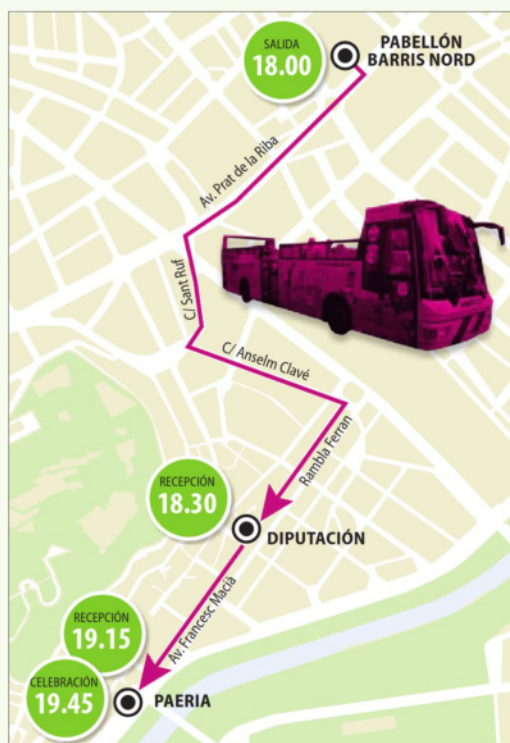 SALIDA
18.00
PABELLÓN
BARRIS NORD
Av. Prat de la Riba
C/ Sant Ruf
C/ Anselm Clavé
Rambla Ferran
RECEPCIÓN
18.30
DIPUTACIÓN
Av. Francesc Macià
RECEPCIÓN
19.15
CELEBRACIÓN
19.45
PAERIA